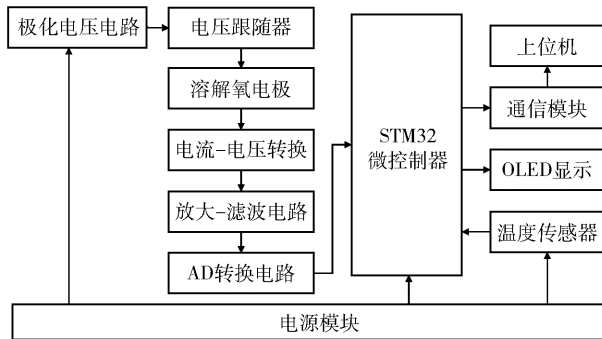 极化电压电路
电压跟随器
溶解氧电极
电流-电压转换
放大-滤波电路
AD转换电路
STM32
微控制器
上位机
通信模块
OLED显示
温度传感器
电源模块